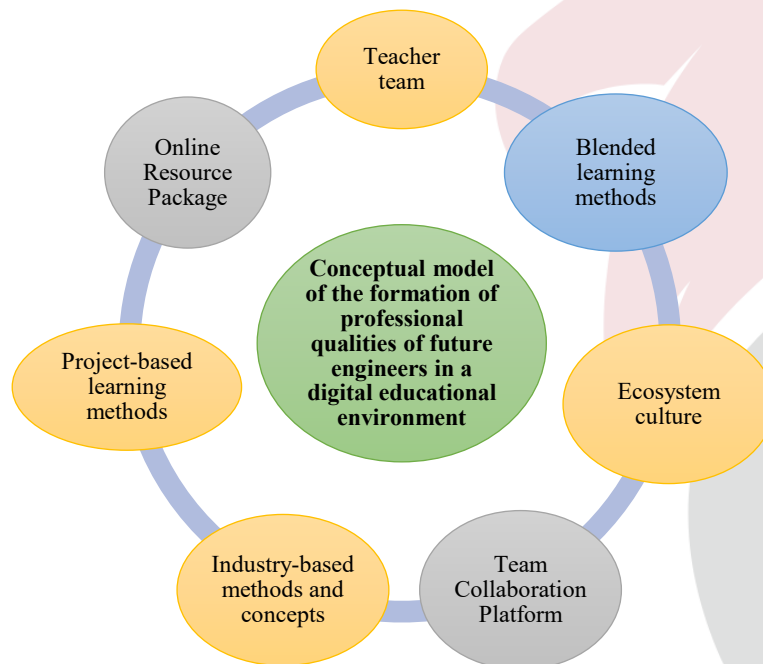 Teacher
team
Blended
learning
methods
Ecosystem
culture
Team
Collaboration
Platform
Industry-based
methods and
concepts
Project-based
learning
methods
Online
Resource
Package
Conceptual model
of the formation of
professional
qualities of future
engineers in a
digital educational
environment